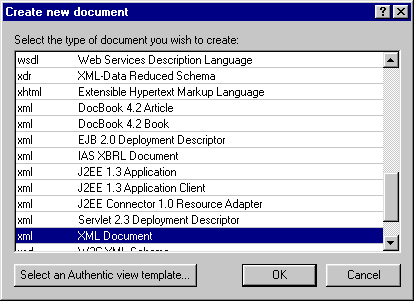 Create new document
Select the type of document you wish to create:
wsdl Web Services Description Language
xdr XML-Data Reduced Schema
xhtml Extensible Hypertext Markup Language
xml DocBook 4.2 Article
xml DocBook 4.2 Book
xml EJB 2.0 Deployment Descriptor
xml IAS XBRL Document
xml J2EE 1.3 Application
xml J2EE 1.3 Application Client
xml J2EE Connector 1.0 Resource Adapter
xml Servlet 2.3 Deployment Descriptor
xml XML Document
xsd W3C XML Schema
Select an Authentic view template... OK Cancel